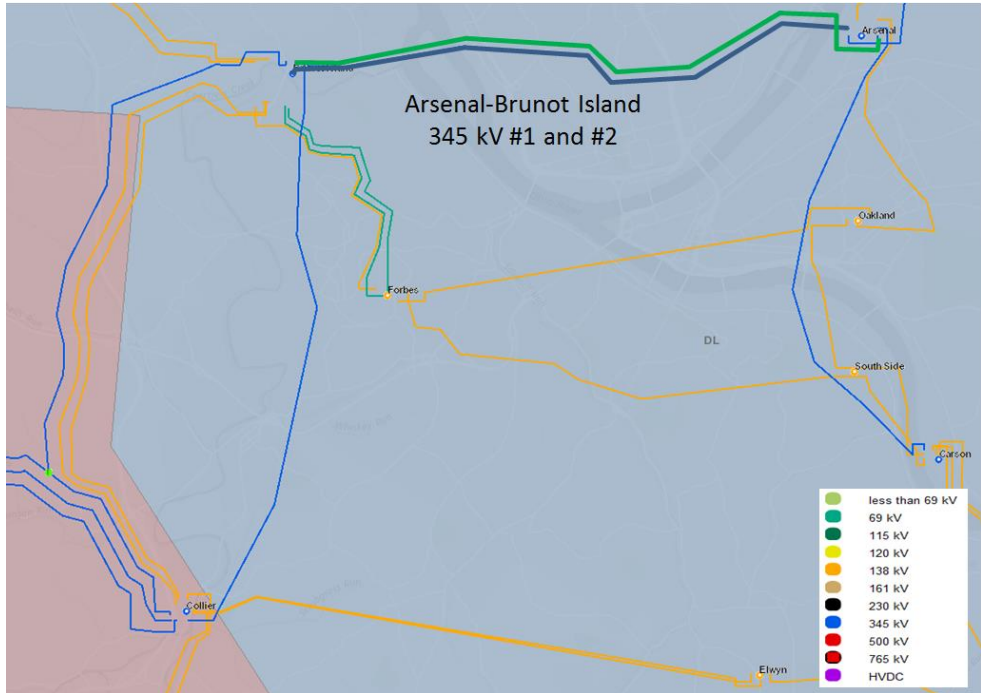 Arsenal
Arsenal-Brunot Island
345 kV #1 and #2
Oakland
Forbes
DL
South Side
Carson
less than 69 kV
69 kV
115 kV
120 kV
138 kV
161 kV
230 kV
345 kV
500 kV
765 kV
HVDC
Collier
Elwyn